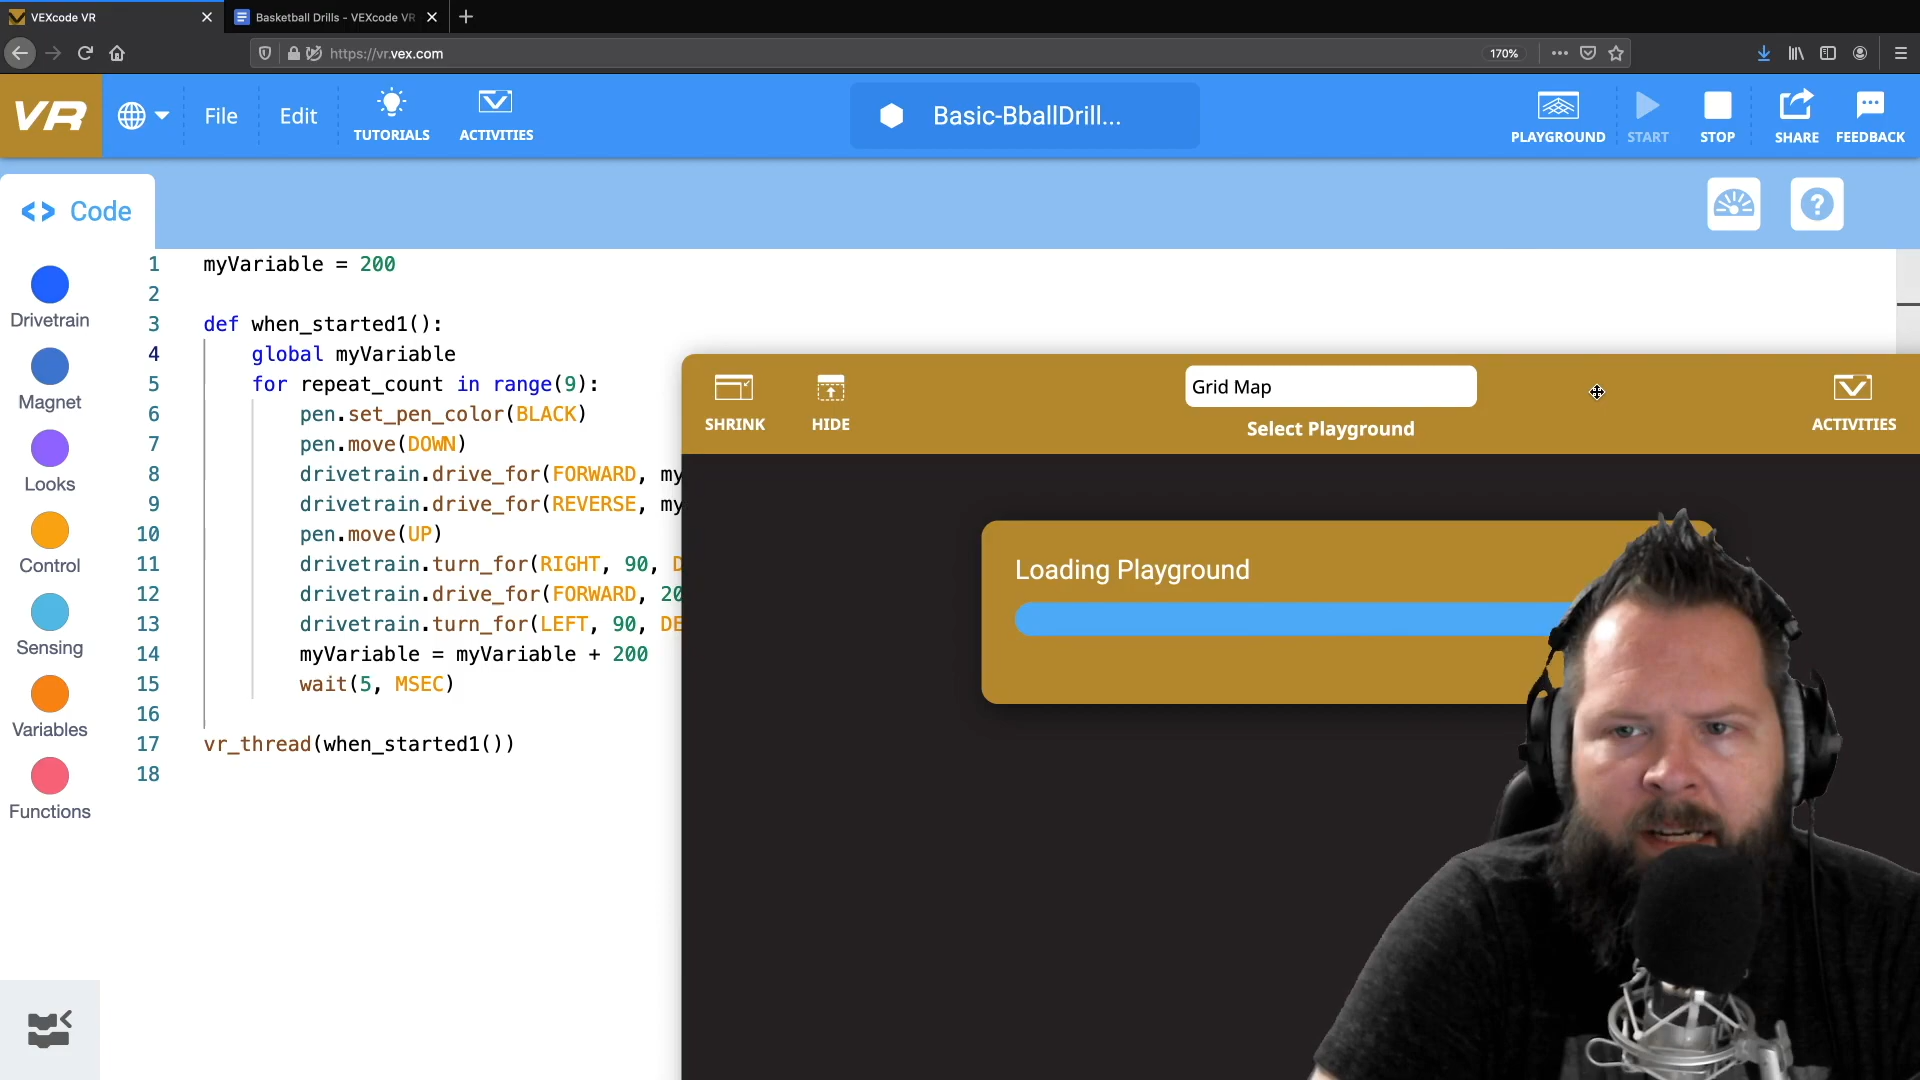 VEXcode VR
Basketball Drills - VEXcode VR
https://vr.vex.com
170%
VR
File
Edit
TUTORIALS
ACTIVITIES
Basic-BballDrill...
PLAYGROUND
START
STOP
SHARE
FEEDBACK
<> Code
?
Drivetrain
Magnet
Looks
Control
Sensing
Variables
Functions
1 myVariable = 200
2
3 def when_started1():
4 global myVariable
5 for repeat_count in range(9):
6 pen.set_pen_color(BLACK)
7 pen.move(DOWN)
8 drivetrain.drive_for(FORWARD, my
9 drivetrain.drive_for(REVERSE, my
10 pen.move(UP)
11 drivetrain.turn_for(RIGHT, 90, D
12 drivetrain.drive_for(FORWARD, 20
13 drivetrain.turn_for(LEFT, 90, DE
14 myVariable = myVariable + 200
15 wait(5, MSEC)
16
17 vr_thread(when_started1())
18
SHRINK
HIDE
Grid Map
Select Playground
ACTIVITIES
Loading Playground